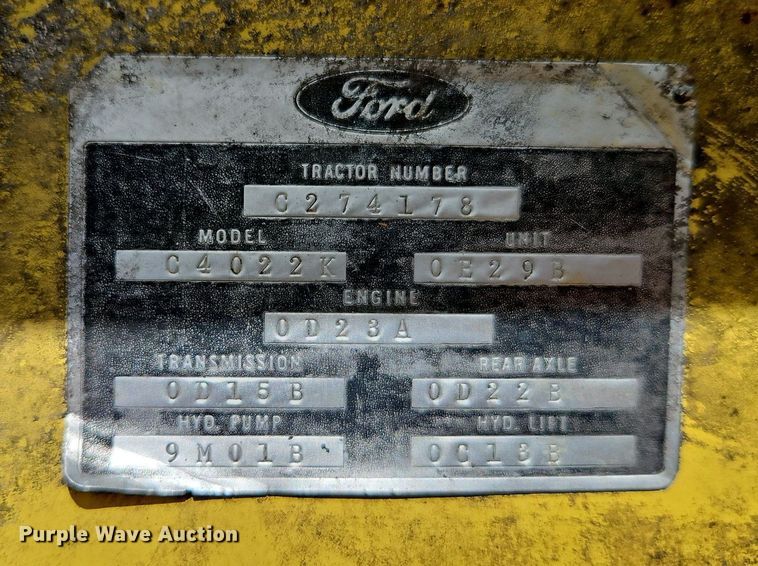 Ford
TRACTOR NUMBER
C274178
MODEL UNIT
C4022K 0E29B
ENGINE
0D23A
TRANSMISSION REAR AXLE
0D15B 0D22B
HYD. PUMP HYD. LIFT
9M01B 0C13B
Purple Wave Auction